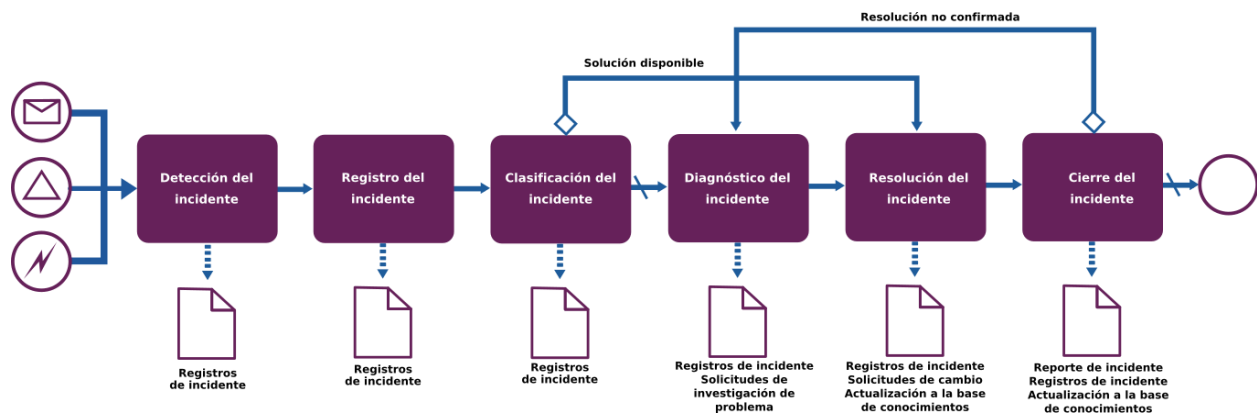 Resolución no confirmada
Solución disponible
Detección del
incidente
Registro del
incidente
Clasificación del
incidente
Diagnóstico del
incidente
Resolución del
incidente
Cierre del
incidente
Registros
de incidente
Registros
de incidente
Registros
de incidente
Registros de incidente
Solicitudes de
investigación de
problema
Registros de incidente
Solicitudes de cambio
Actualización a la base
de conocimientos
Reporte de incidente
Registros de incidente
Actualización a la base
de conocimientos